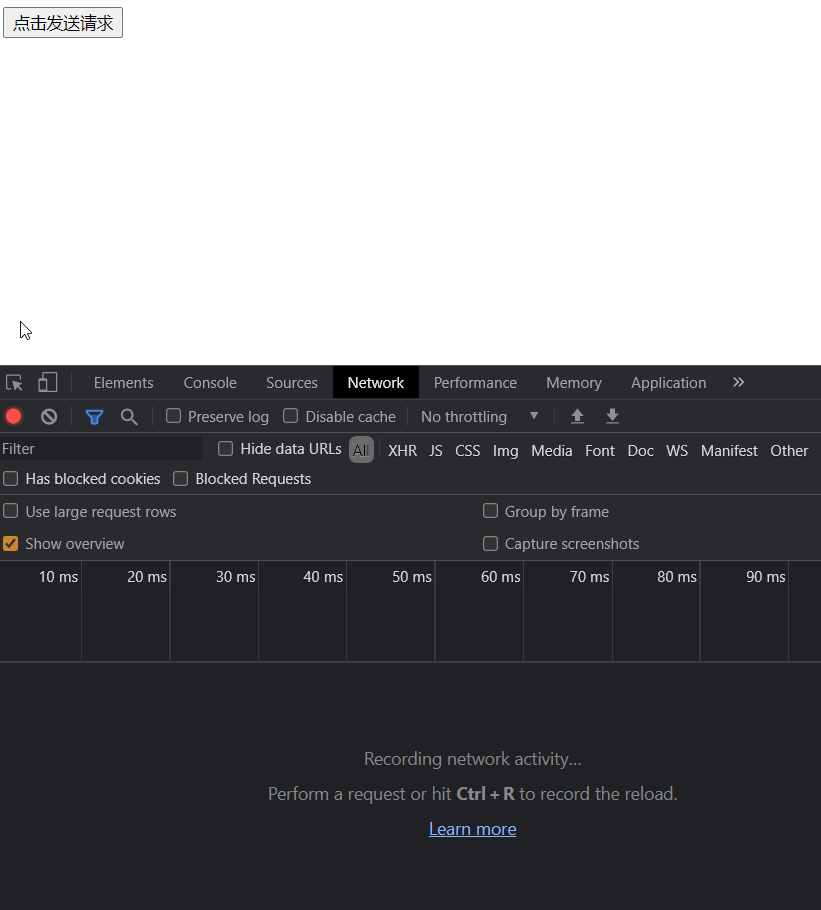 点击发送请求
Elements Console Sources Network Performance Memory Application »
Preserve log Disable cache No throttling
Filter Hide data URLs All XHR JS CSS Img Media Font Doc WS Manifest Other
Has blocked cookies Blocked Requests
Use large request rows Group by frame
Show overview Capture screenshots
10 ms 20 ms 30 ms 40 ms 50 ms 60 ms 70 ms 80 ms 90 ms
Recording network activity…
Perform a request or hit Ctrl + R to record the reload.
Learn more